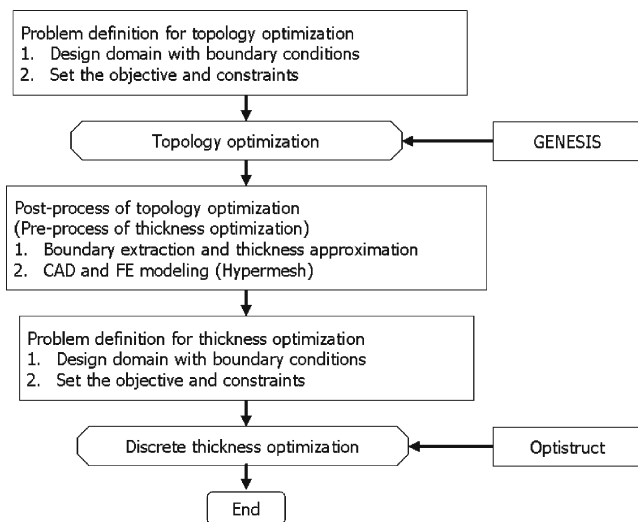 Problem definition for topology optimization
1. Design domain with boundary conditions
2. Set the objective and constraints
Topology optimization
GENESIS
Post-process of topology optimization
(Pre-process of thickness optimization)
1. Boundary extraction and thickness approximation
2. CAD and FE modeling (Hypermesh)
Problem definition for thickness optimization
1. Design domain with boundary conditions
2. Set the objective and constraints
Discrete thickness optimization
Optistruct
End